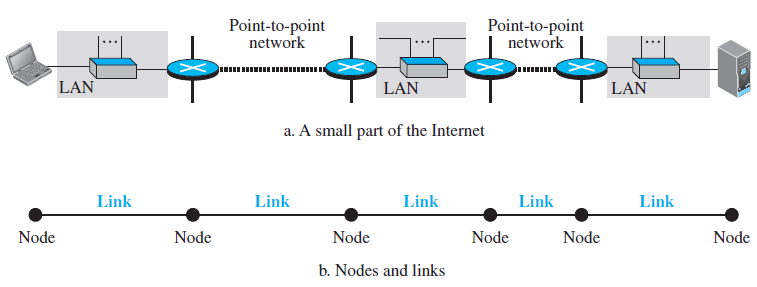 Point-to-point
network
Point-to-point
network
LAN
LAN
LAN
a. A small part of the Internet
Link Link Link Link Link
Node Node Node Node Node Node
b. Nodes and links